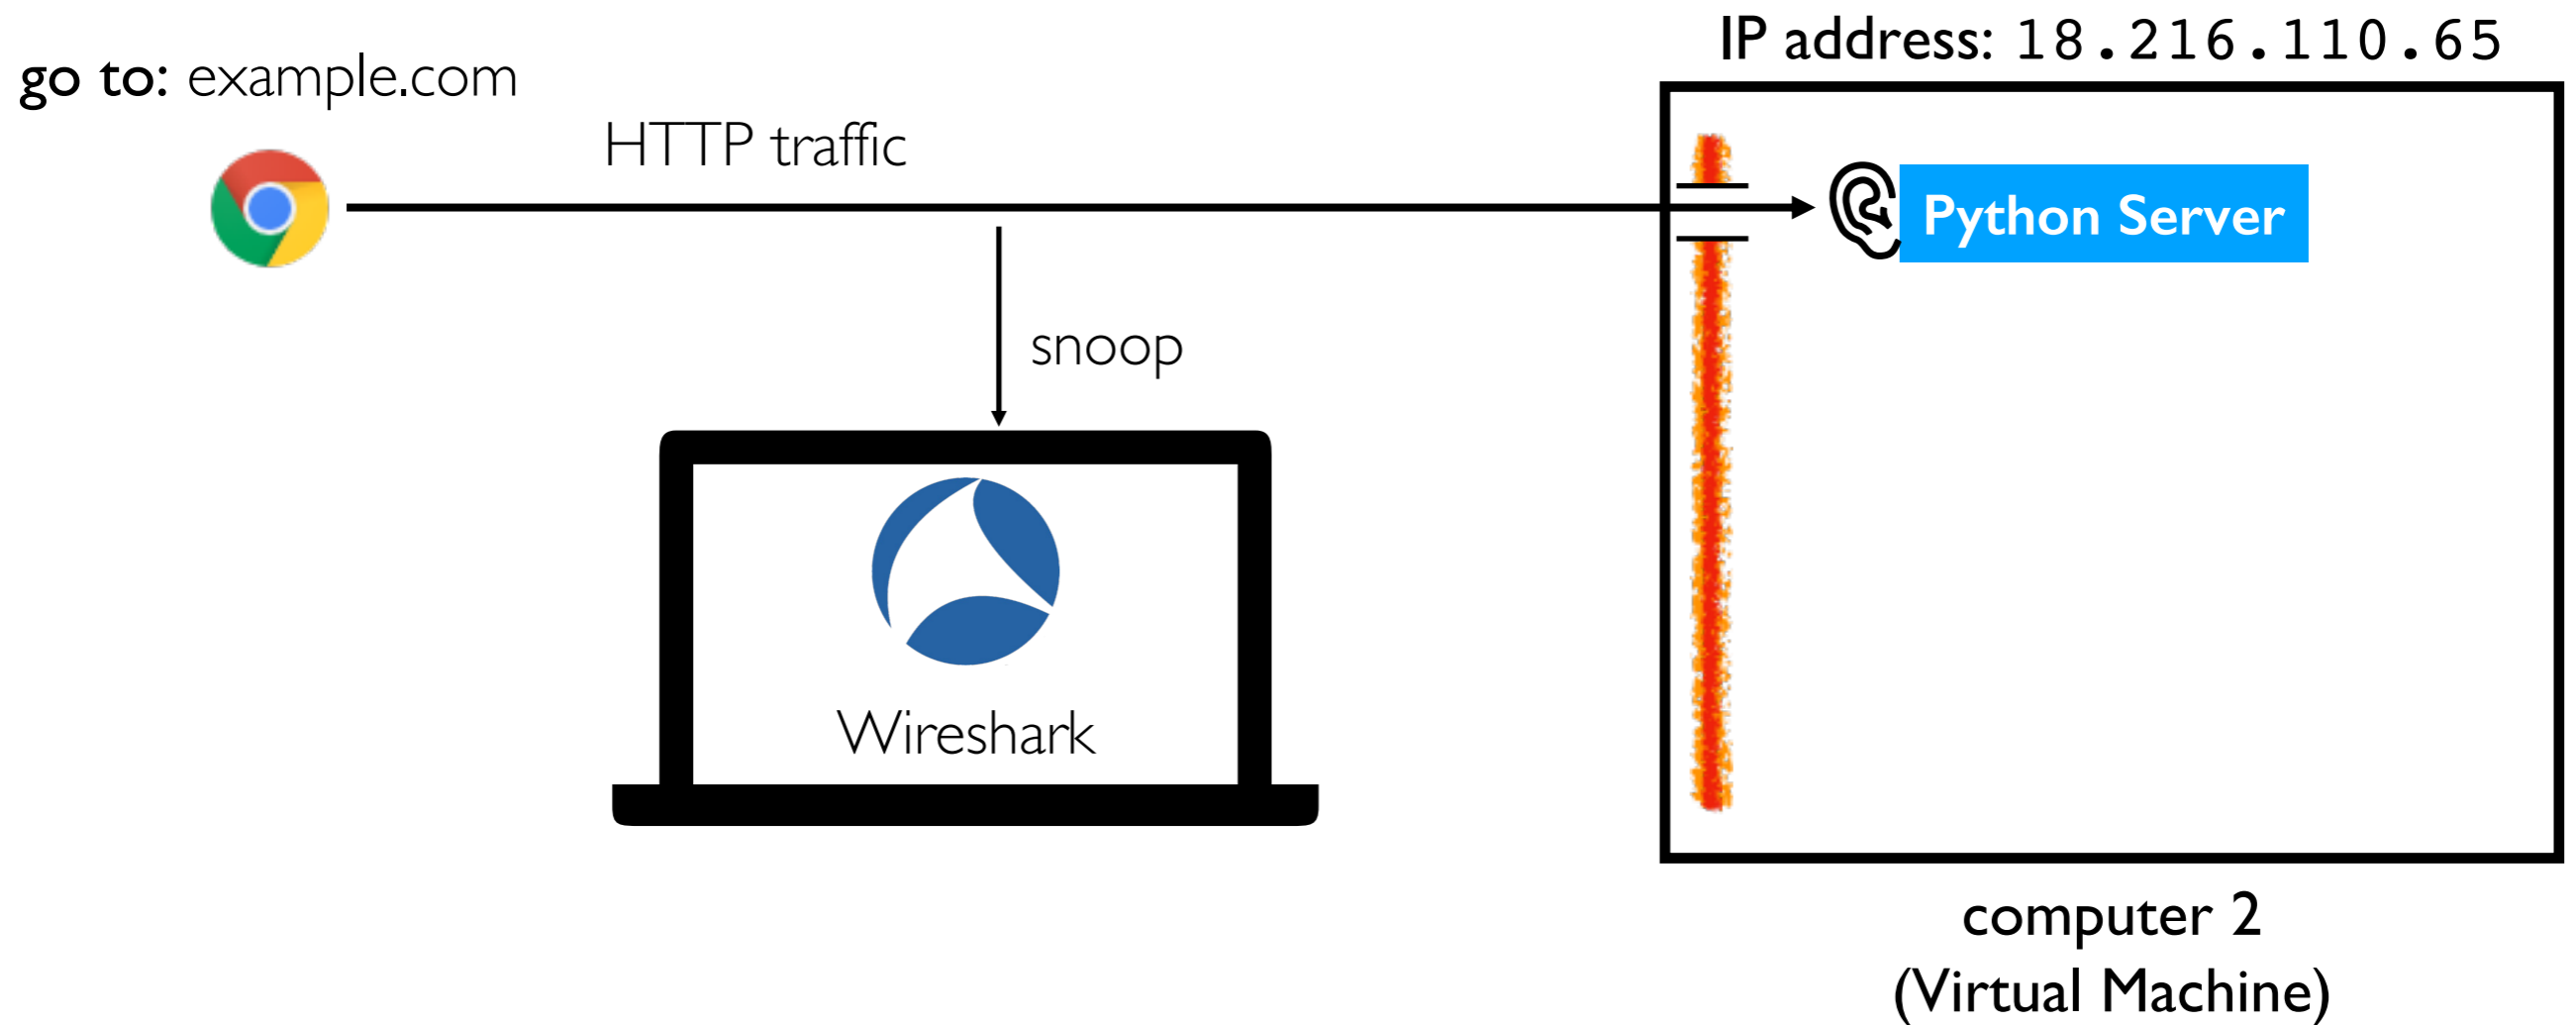 IP address: 18.216.110.65
go to: example.com
HTTP traffic
Python Server
snoop
Wireshark
computer 2
(Virtual Machine)